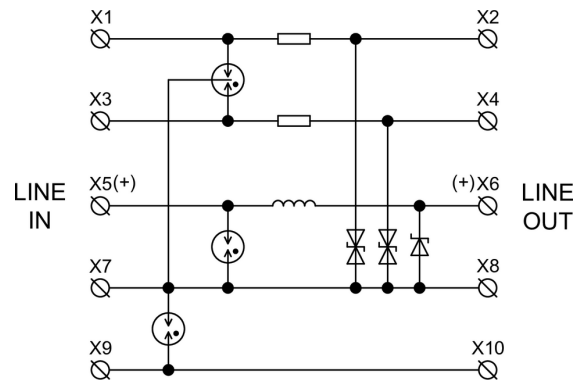 X1
X2
X3
X4
X5(+)
(+)X6
LINE
IN
LINE
OUT
X7
X8
X9
X10